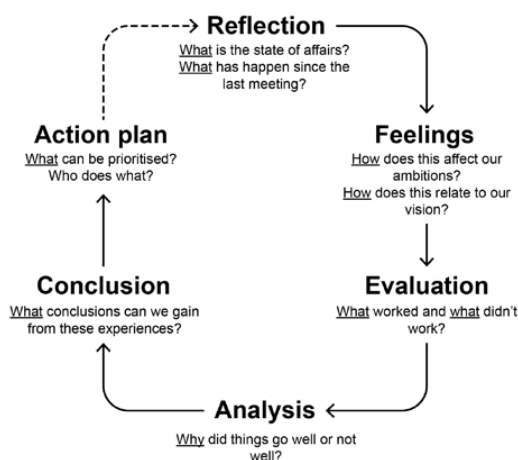 Reflection
What is the state of affairs?
What has happen since the
last meeting?
Feelings
How does this affect our
ambitions?
How does this relate to our
vision?
Evaluation
What worked and what didn't
work?
Analysis
Why did things go well or not
well?
Conclusion
What conclusions can we gain
from these experiences?
Action plan
What can be prioritised?
Who does what?